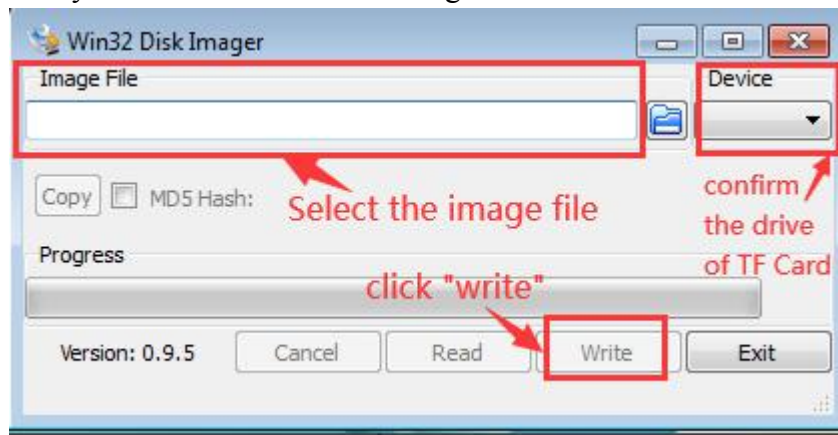 Win32 Disk Imager
Image File
Device
Copy
MD5 Hash:
Select the image file
confirm
the drive
of TF Card
Progress
click "write"
Version: 0.9.5
Cancel
Read
Write
Exit